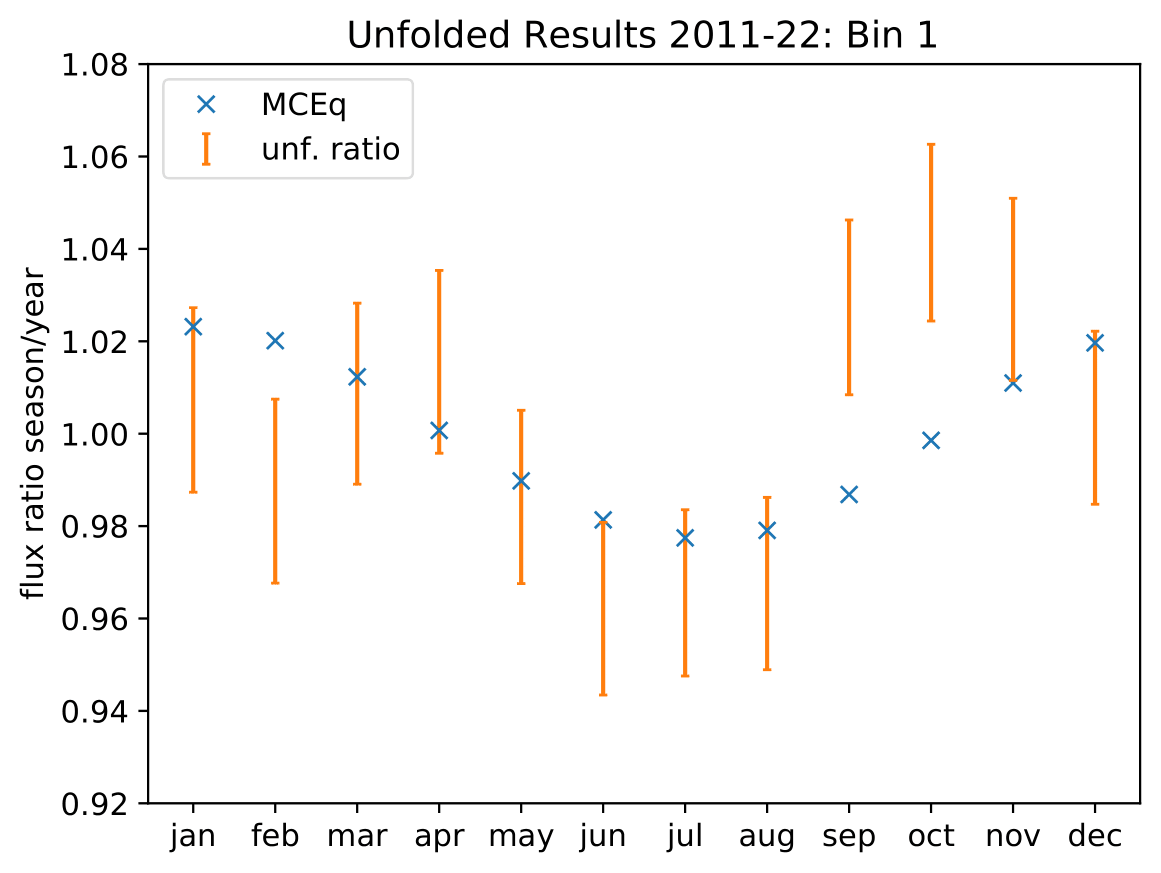 Unfolded Results 2011-22: Bin 1
MCEq
unf. ratio
flux ratio season/year
1.08
1.06
1.04
1.02
1.00
0.98
0.96
0.94
0.92
jan feb mar apr may jun jul aug sep oct nov dec